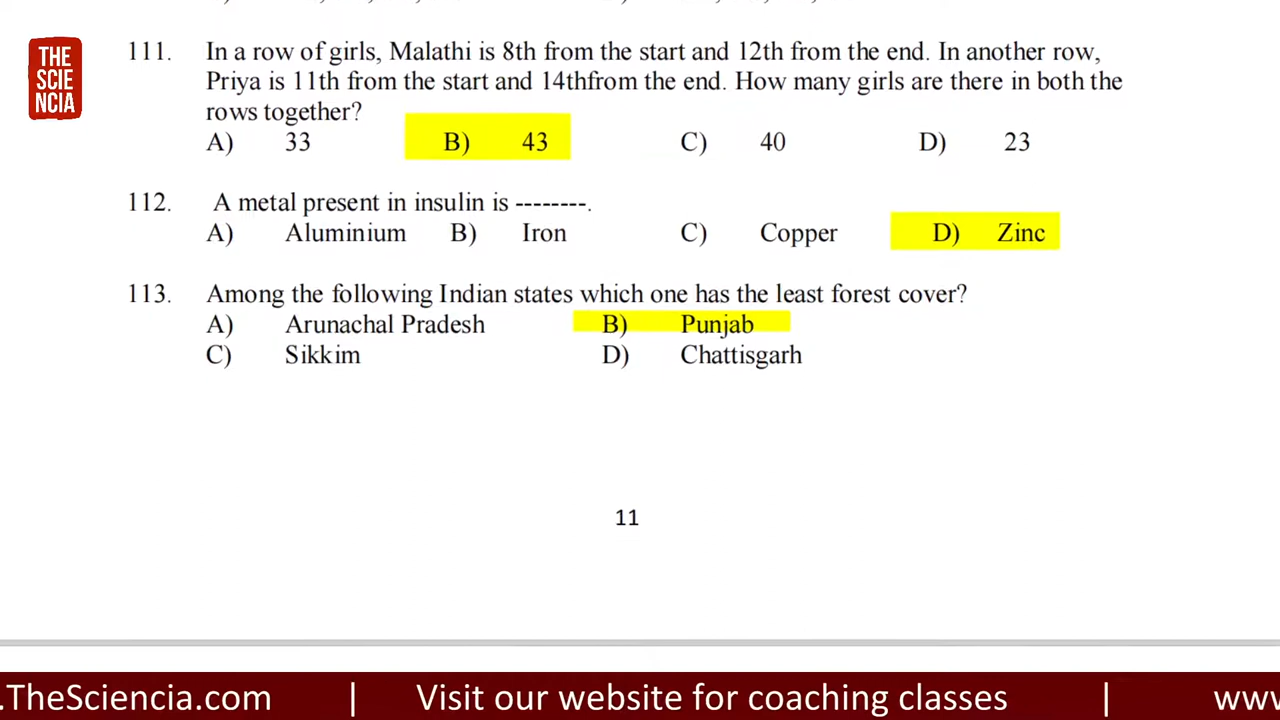 THE
SCIE
NCIA
111. In a row of girls, Malathi is 8th from the start and 12th from the end. In another row,
Priya is 11th from the start and 14thfrom the end. How many girls are there in both the
rows together?
A) 33 B) 43 C) 40 D) 23
112. A metal present in insulin is --------.
A) Aluminium B) Iron C) Copper D) Zinc
113. Among the following Indian states which one has the least forest cover?
A) Arunachal Pradesh B) Punjab
C) Sikkim D) Chattisgarh
11
.TheSciencia.com | Visit our website for coaching classes | www